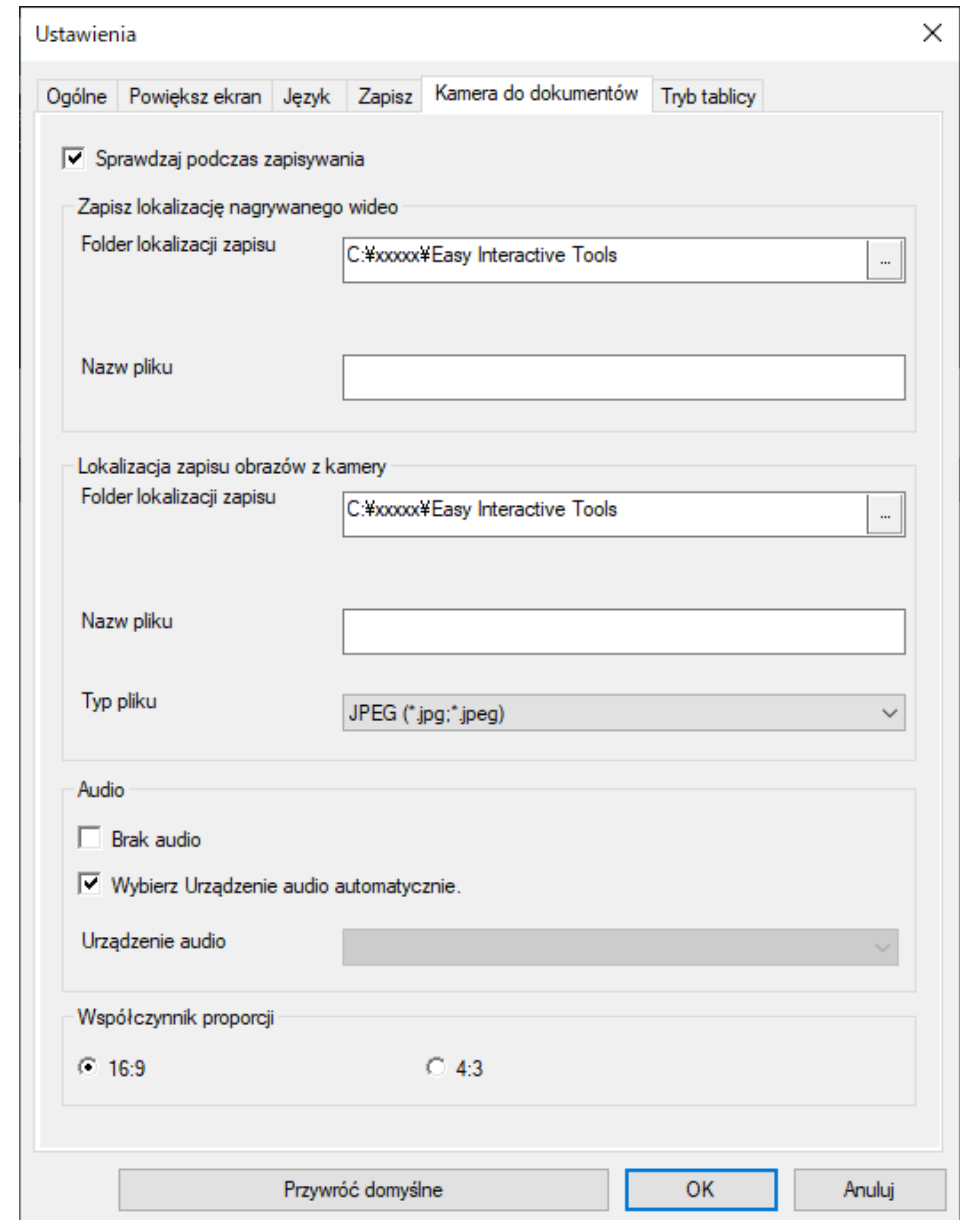 Ustawienia
Ogólne Powiększ ekran Język Zapisz Kamera do dokumentów Tryb tablicy
Sprawdzaj podczas zapisywania
Zapisz lokalizację nagrywanego wideo
Folder lokalizacji zapisu C:¥xxxxx¥Easy Interactive Tools ...
Nazw pliku
Lokalizacja zapisu obrazów z kamery
Folder lokalizacji zapisu C:¥xxxxx¥Easy Interactive Tools ...
Nazw pliku
Typ pliku JPEG (*.jpg;*.jpeg)
Audio
Brak audio
Wybierz Urządzenie audio automatycznie.
Urządzenie audio
Współczynnik proporcji
16:9 4:3
Przywróć domyślne OK Anuluj